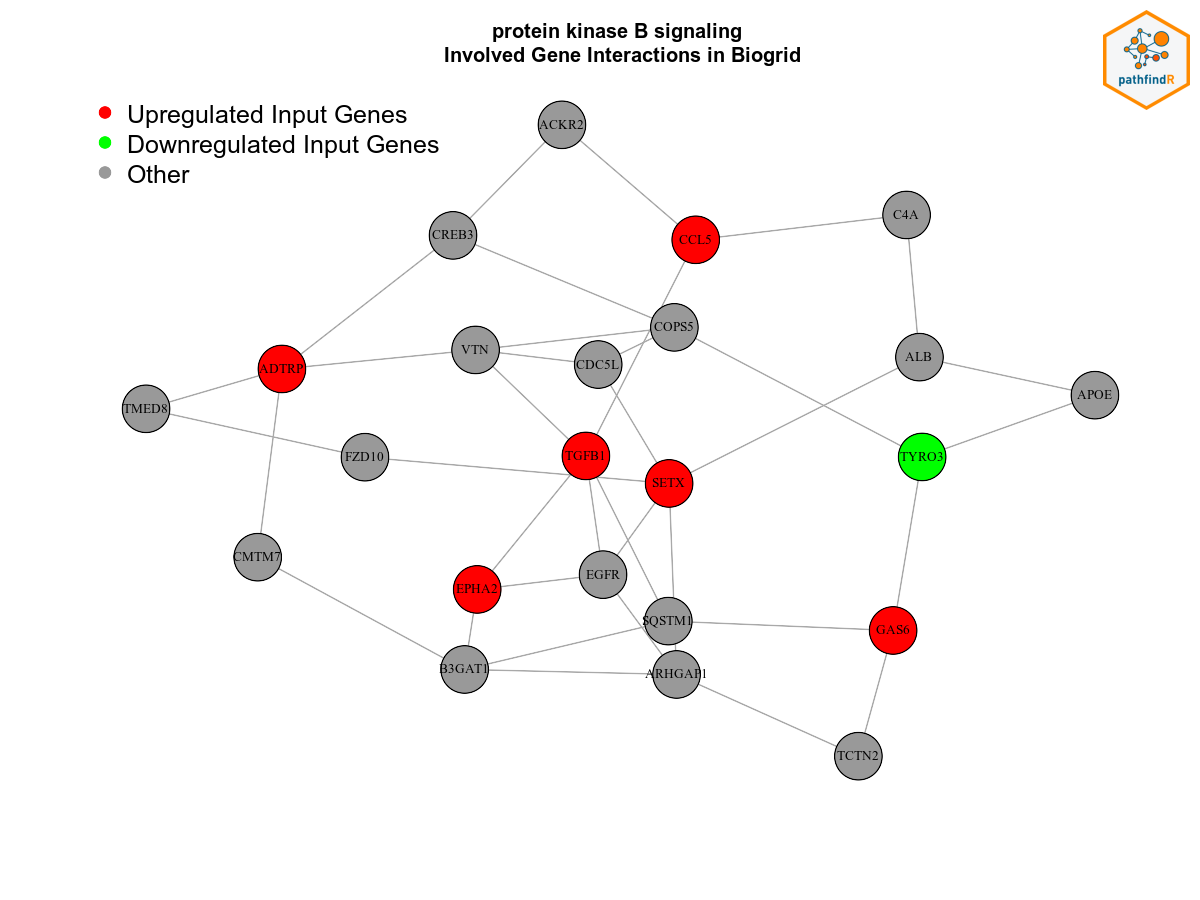 protein kinase B signaling
Involved Gene Interactions in Biogrid
pathfindR
Upregulated Input Genes
Downregulated Input Genes
Other
ACKR2
C4A
CREB3
CCL5
COPS5
VTN
CDC5L
ALB
ADTRP
APOE
TMED8
FZD10
TGFB1
TYRO3
SETX
CMTM7
EGFR
EPHA2
SQSTM1
GAS6
B3GAT1
ARHGAP1
TCTN2